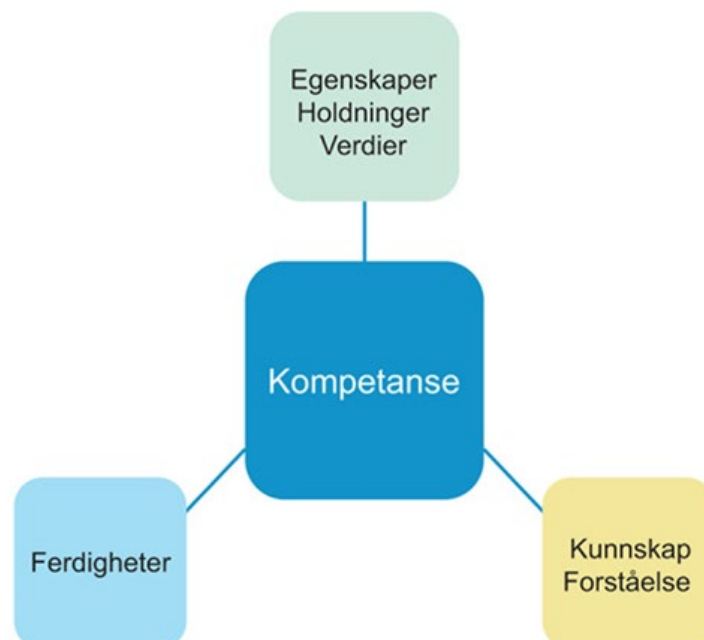 Egenskaper
Holdninger
Verdier
Kompetanse
Ferdigheter
Kunnskap
Forståelse